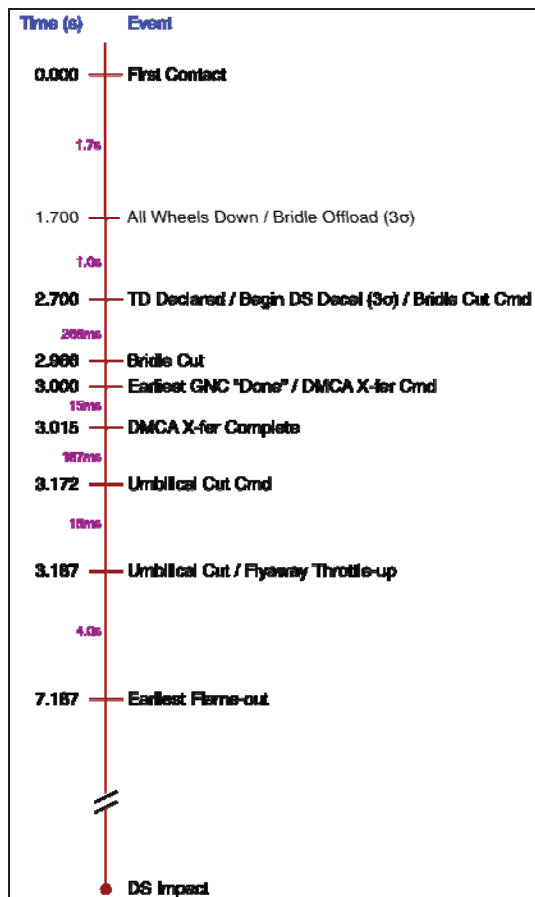 Time (s) Event
0.000 First Contact
1.7s
1.700 All Wheels Down / Bridle Offload (3σ)
1.0s
2.700 TD Declared / Begin DS Decel (3σ) / Bridle Cut Cmd
2.966 Bridle Cut
3.000 Earliest GNC "Done" / DMCA X-fer Cmd
15ms
3.015 DMCA X-fer Complete
157ms
3.172 Umbilical Cut Cmd
15ms
3.187 Umbilical Cut / Flyaway Throttle-up
4.0s
7.187 Earliest Flame-out
DS Impact